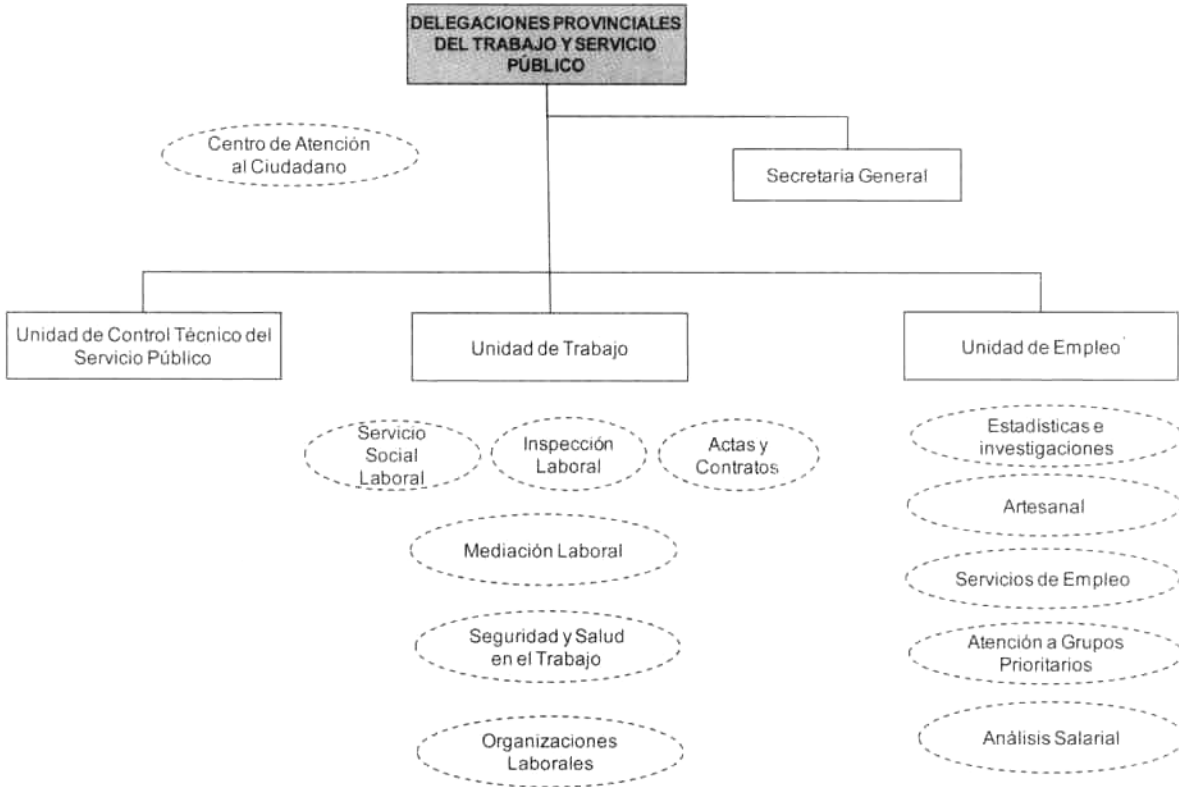 DELEGACIONES PROVINCIALES
DEL TRABAJO Y SERVICIO
PÚBLICO
Centro de Atención
al Ciudadano
Secretaria General
Unidad de Control Técnico del
Servicio Público
Unidad de Trabajo
Unidad de Empleo
Servicio
Social
Laboral
Inspección
Laboral
Actas y
Contratos
Mediación Laboral
Seguridad y Salud
en el Trabajo
Organizaciones
Laborales
Estadísticas e
investigaciones
Artesanal
Servicios de Empleo
Atención a Grupos
Prioritarios
Análisis Salarial